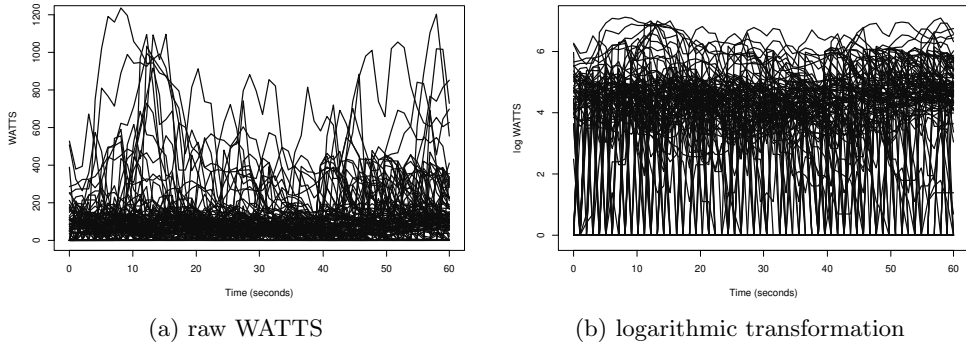 1200
1000
800
600
400
200
0
WATTS
0 10 20 30 40 50 60
Time (seconds)
(a) raw WATTS
6
4
2
0
log WATTS
0 10 20 30 40 50 60
Time (seconds)
(b) logarithmic transformation